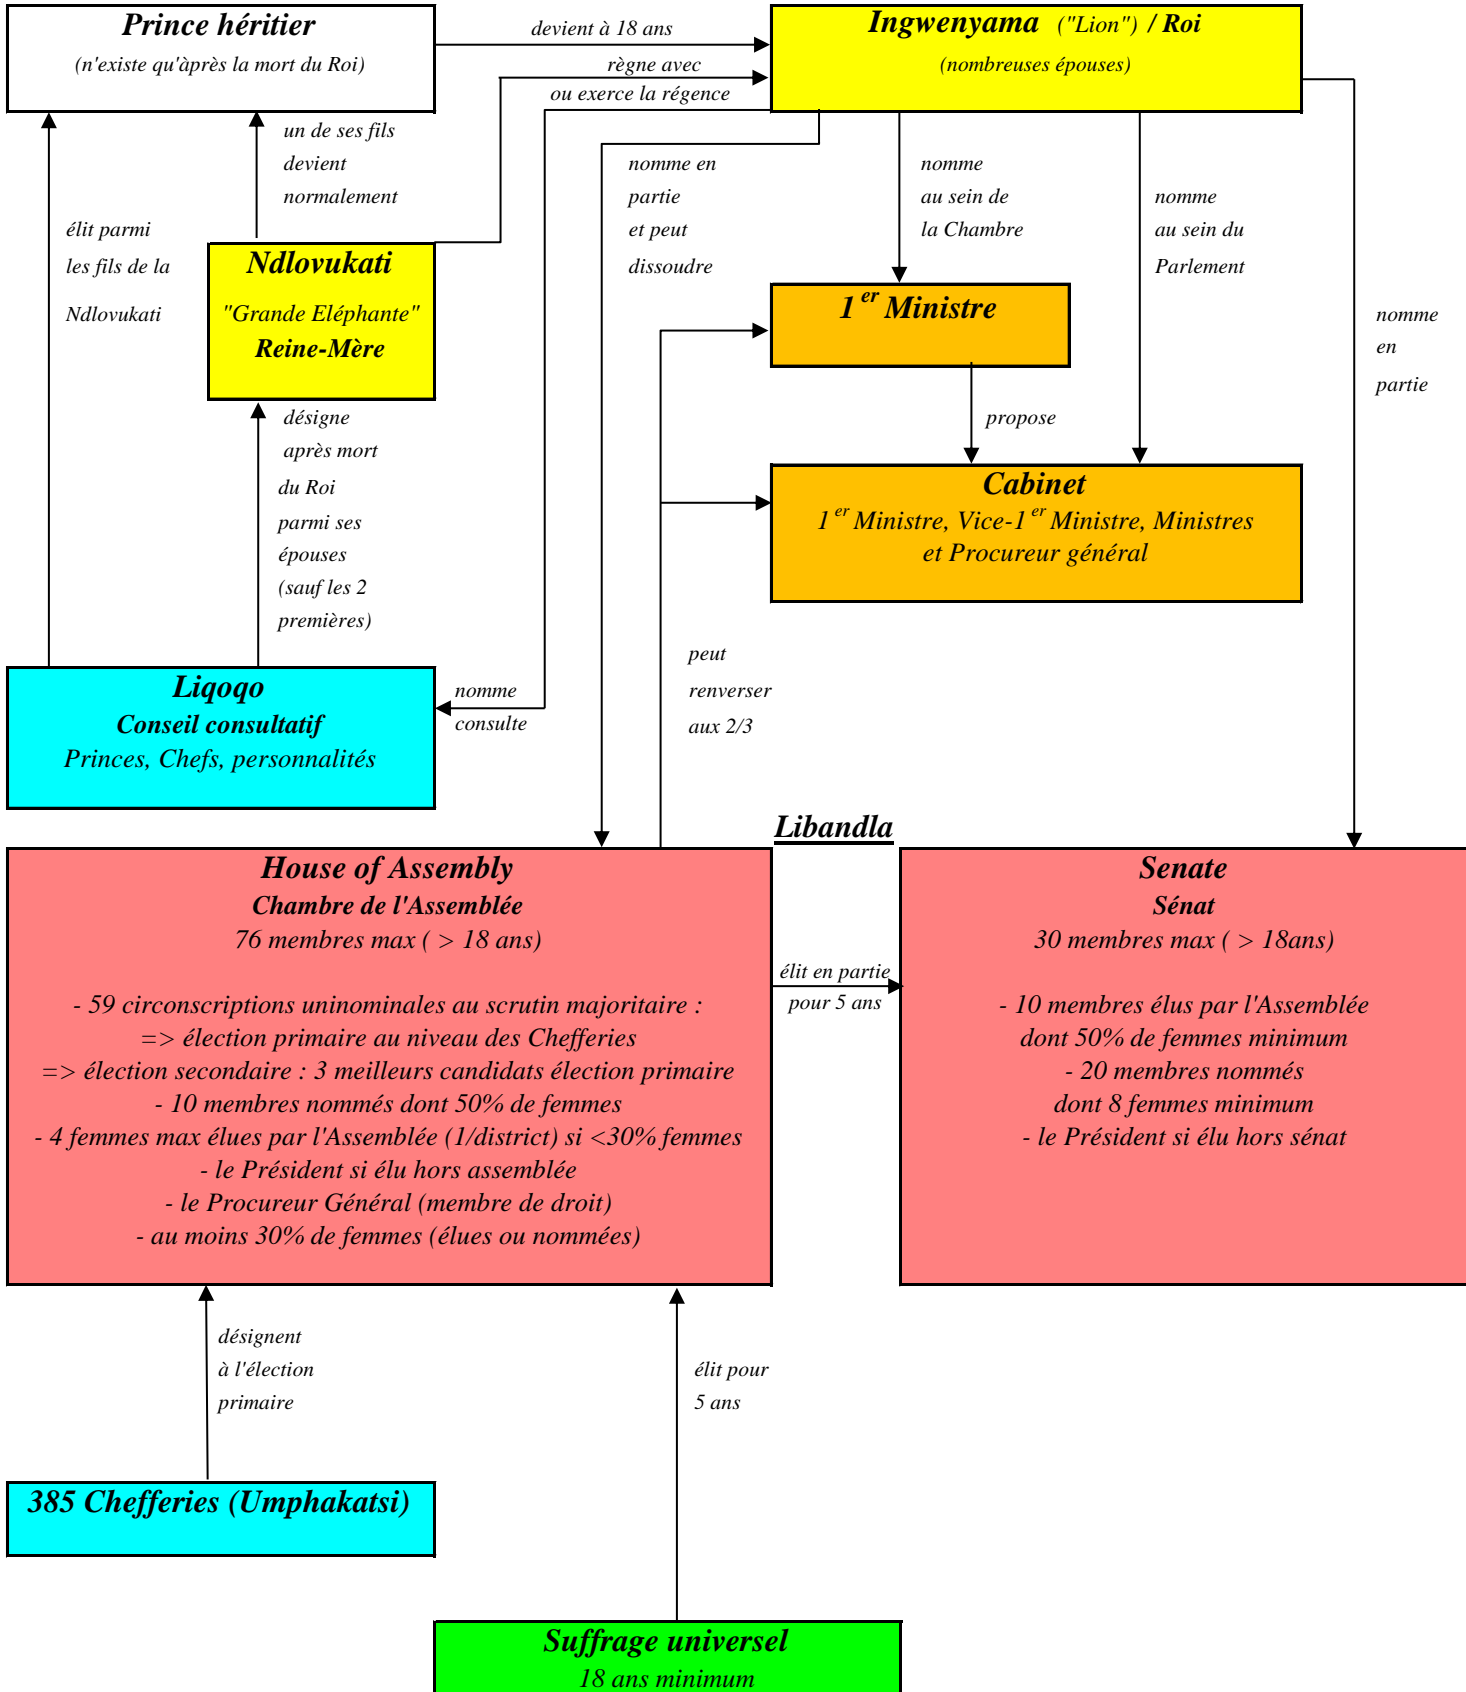 Prince héritier
(n'existe qu'àprès la mort du Roi)
devient à 18 ans
règne avec
ou exerce la régence
Ingwenyama ("Lion") / Roi
(nombreuses épouses)
un de ses fils
devient
normalement
élit parmi
les fils de la
Ndlovukati
Ndlovukati
"Grande Eléphante"
Reine-Mère
nomme en
partie
et peut
dissoudre
nomme
au sein de
la Chambre
nomme
au sein du
Parlement
nomme
en
partie
1er Ministre
propose
Cabinet
1er Ministre, Vice-1er Ministre, Ministres
et Procureur général
désigne
après mort
du Roi
parmi ses
épouses
(sauf les 2
premières)
Liqoqo
Conseil consultatif
Princes, Chefs, personnalités
nomme
consulte
peut
renverser
aux 2/3
Libandla
House of Assembly
Chambre de l'Assemblée
76 membres max ( > 18 ans)
- 59 circonscriptions uninominales au scrutin majoritaire :
=> élection primaire au niveau des Chefferies
=> élection secondaire : 3 meilleurs candidats élection primaire
- 10 membres nommés dont 50% de femmes
- 4 femmes max élues par l'Assemblée (1/district) si <30% femmes
- le Président si élu hors assemblée
- le Procureur Général (membre de droit)
- au moins 30% de femmes (élues ou nommées)
élit en partie
pour 5 ans
Senate
Sénat
30 membres max ( > 18ans)
- 10 membres élus par l'Assemblée
dont 50% de femmes minimum
- 20 membres nommés
dont 8 femmes minimum
- le Président si élu hors sénat
désignent
à l'élection
primaire
élit pour
5 ans
385 Chefferies (Umphakatsi)
Suffrage universel
18 ans minimum